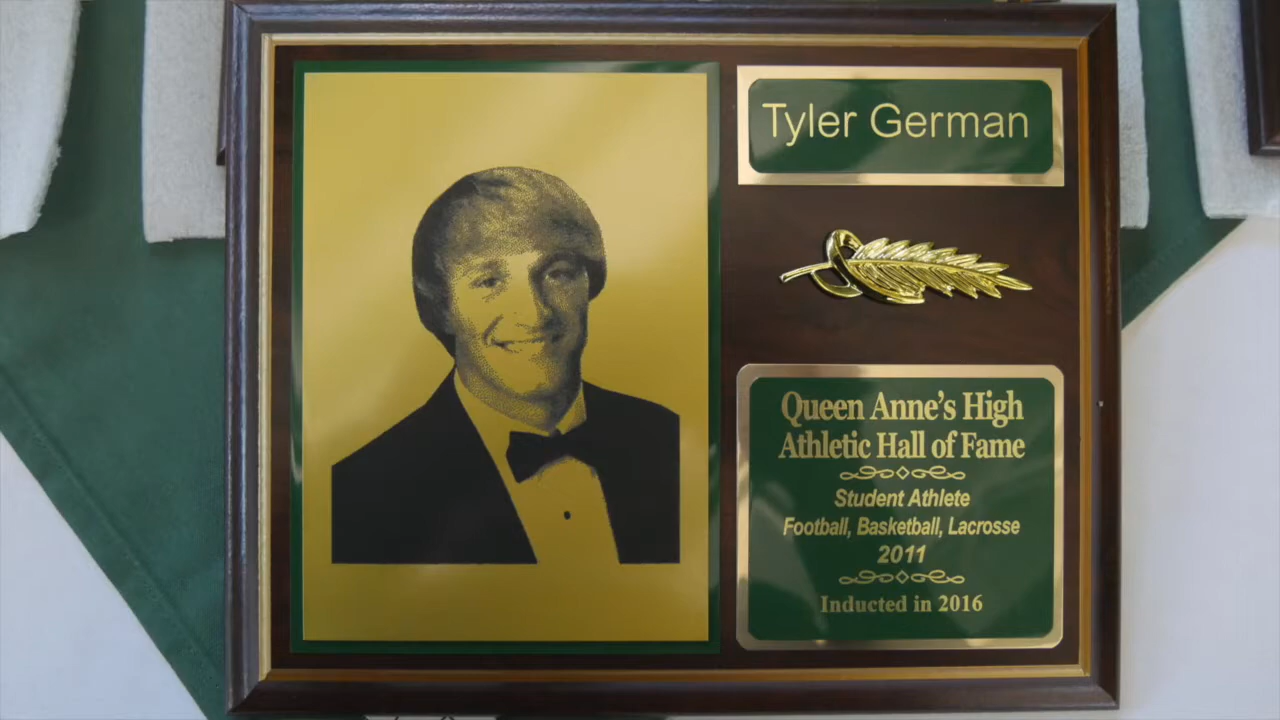 Tyler German
Queen Anne's High
Athletic Hall of Fame
Student Athlete
Football, Basketball, Lacrosse
2011
Inducted in 2016